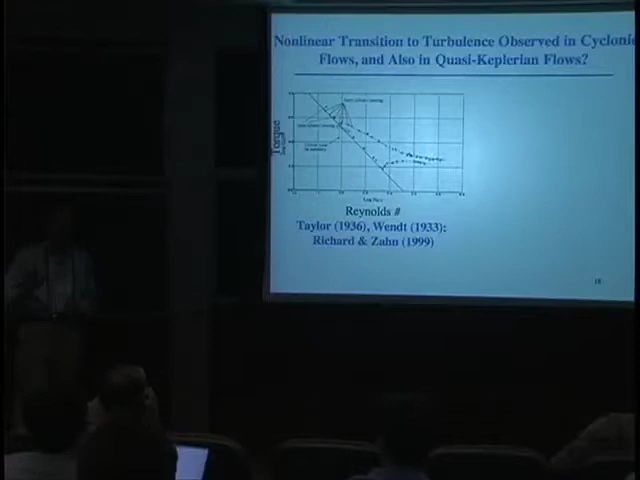 Nonlinear Transition to Turbulence Observed in Cyclonic
Flows, and Also in Quasi-Keplerian Flows?
Torque
Reynolds #
Taylor (1936), Wendt (1933);
Richard & Zahn (1999)